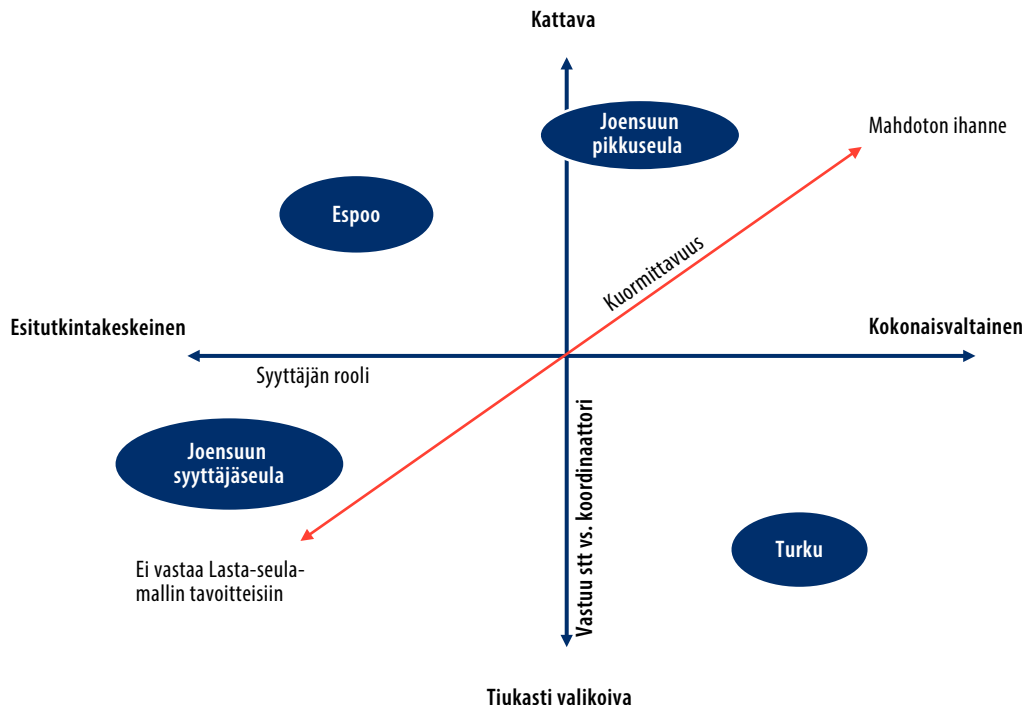 Kattava
Joensuun
pikkuseula
Mahdoton ihanne
Espoo
Kuormittavuus
Esitutkintakeskeinen
Kokonaisvaltainen
Syyttäjän rooli
Joensuun
syyttäjäseula
Vastuu stt vs. koordinaattori
Turku
Ei vastaa Lasta-seula-
mallin tavoitteisiin
Tiukasti valikoiva